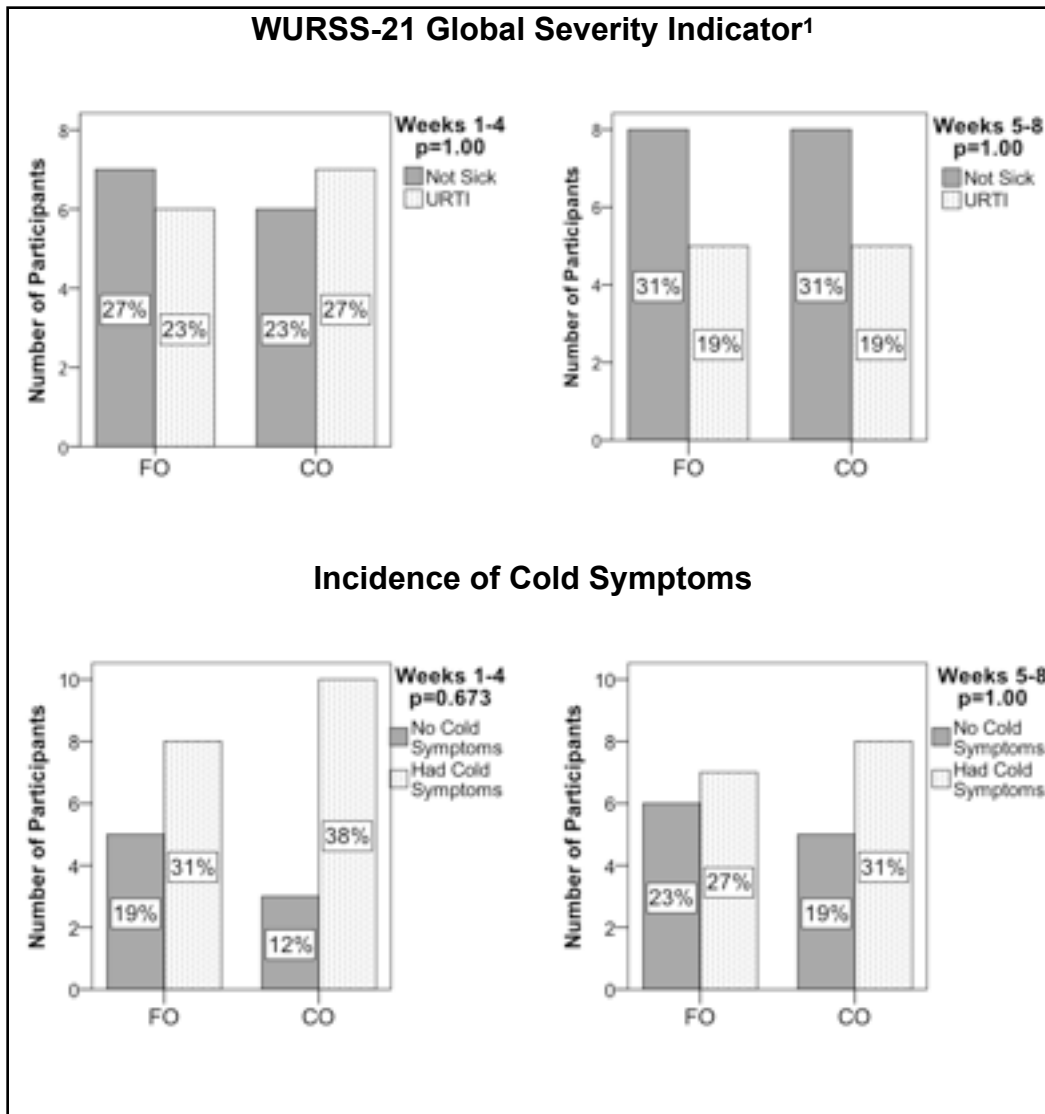 WURSS-21 Global Severity Indicator¹
Weeks 1-4
p=1.00
Not Sick
URTI
Number of Participants
8
6
4
2
0
27%
23%
23%
27%
FO
CO
Weeks 5-8
p=1.00
Not Sick
URTI
Number of Participants
8
6
4
2
0
31%
19%
31%
19%
FO
CO
Incidence of Cold Symptoms
Weeks 1-4
p=0.673
No Cold
Symptoms
Had Cold
Symptoms
Number of Participants
10
8
6
4
2
0
19%
31%
12%
38%
FO
CO
Weeks 5-8
p=1.00
No Cold
Symptoms
Had Cold
Symptoms
Number of Participants
10
8
6
4
2
0
23%
27%
19%
31%
FO
CO